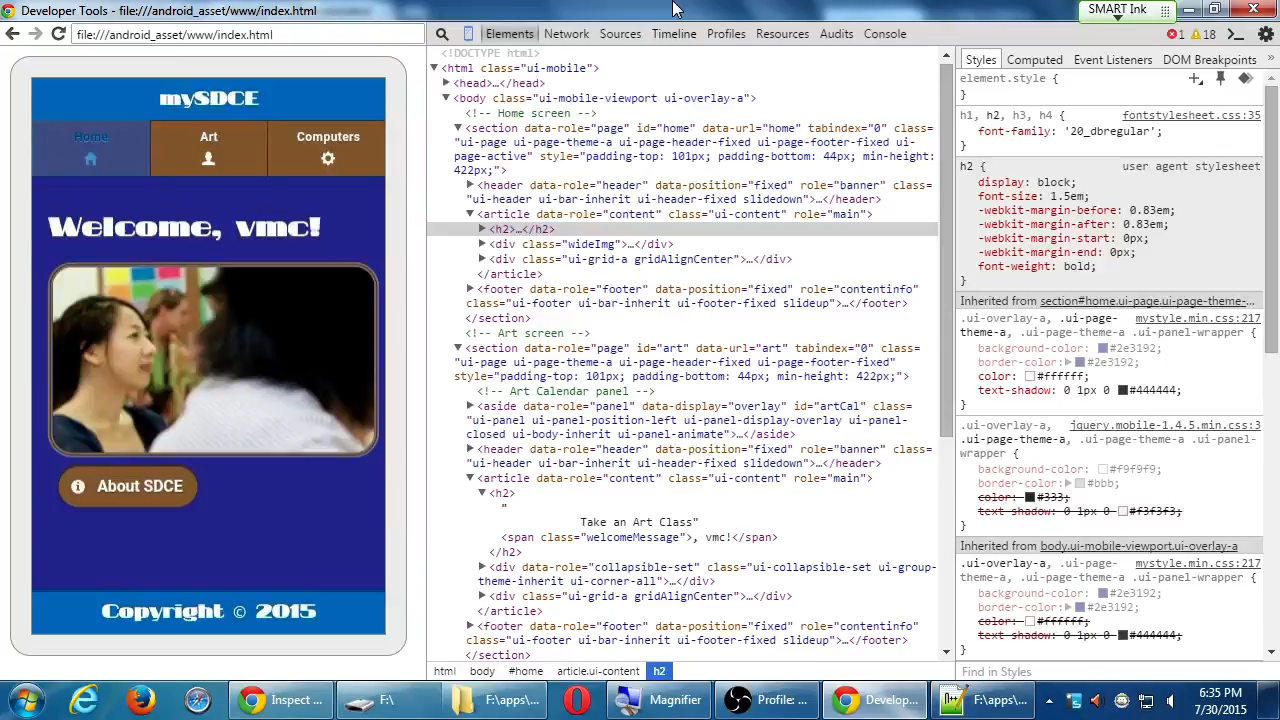 Developer Tools - file:///android_asset/www/index.html
SMART Ink
file:///android_asset/www/index.html
Elements Network Sources Timeline Profiles Resources Audits Console
1 18
mySDCE
Home Art Computers
Welcome, vmc!
About SDCE
Copyright © 2015
<!DOCTYPE html>
<html class="ui-mobile">
<head>…</head>
<body class="ui-mobile-viewport ui-overlay-a">
<!-- Home screen -->
<section data-role="page" id="home" data-url="home" tabindex="0" class=
"ui-page ui-page-theme-a ui-page-header-fixed ui-page-footer-fixed
ui-page-active" style="padding-top: 101px; padding-bottom: 44px; min-height:
422px;">
<header data-role="header" data-position="fixed" role="banner" class=
"ui-header ui-bar-inherit ui-header-fixed slidedown">…</header>
<article data-role="content" class="ui-content" role="main">
<h2>…</h2>
<div class="wideImg">…</div>
<div class="ui-grid-a gridAlignCenter">…</div>
</article>
<footer data-role="footer" data-position="fixed" role="contentinfo"
class="ui-footer ui-bar-inherit ui-footer-fixed slideup">…</footer>
</section>
<!-- Art screen -->
<section data-role="page" id="art" data-url="art" tabindex="0" class=
"ui-page ui-page-theme-a ui-page-header-fixed ui-page-footer-fixed"
style="padding-top: 101px; padding-bottom: 44px; min-height: 422px;">
<!-- Art Calendar panel -->
<aside data-role="panel" data-display="overlay" id="artCal" class=
"ui-panel ui-panel-position-left ui-panel-display-overlay ui-panel-
closed ui-body-inherit ui-panel-animate">…</aside>
<header data-role="header" data-position="fixed" role="banner" class=
"ui-header ui-bar-inherit ui-header-fixed slidedown">…</header>
<article data-role="content" class="ui-content" role="main">
<h2>
"
Take an Art Class"
<span class="welcomeMessage">, vmc!</span>
</h2>
<div data-role="collapsible-set" class="ui-collapsible-set ui-group-
theme-inherit ui-corner-all">…</div>
<div class="ui-grid-a gridAlignCenter">…</div>
</article>
<footer data-role="footer" data-position="fixed" role="contentinfo"
class="ui-footer ui-bar-inherit ui-footer-fixed slideup">…</footer>
</section>
html body #home article.ui-content h2
Styles Computed Event Listeners DOM Breakpoints »
element.style {
}
h1, h2, h3, h4 { fontstylesheet.css:35
font-family: '20_dbregular';
}
h2 { user agent stylesheet
display: block;
font-size: 1.5em;
-webkit-margin-before: 0.83em;
-webkit-margin-after: 0.83em;
-webkit-margin-start: 0px;
-webkit-margin-end: 0px;
font-weight: bold;
}
Inherited from section#home.ui-page.ui-page-theme-…
.ui-overlay-a, .ui-page- mystyle.min.css:217
theme-a, .ui-page-theme-a .ui-panel-wrapper {
background-color: #2e3192;
border-color: #2e3192;
color: #ffffff;
text-shadow: 0 1px 0 #444444;
}
.ui-overlay-a, jquery.mobile-1.4.5.min.css:3
.ui-page-theme-a, .ui-page-theme-a .ui-panel-
wrapper {
background-color: #f9f9f9;
border-color: #bbb;
color: #333;
text-shadow: 0 1px 0 #f3f3f3;
}
Inherited from body.ui-mobile-viewport.ui-overlay-a
.ui-overlay-a, .ui-page- mystyle.min.css:217
theme-a, .ui-page-theme-a .ui-panel-wrapper {
background-color: #2e3192;
border-color: #2e3192;
color: #ffffff;
text-shadow: 0 1px 0 #444444;
}
Find in Styles
Inspect … F:\ F:\apps\... Magnifier Profile: ... Develop... F:\apps\...
6:35 PM
7/30/2015